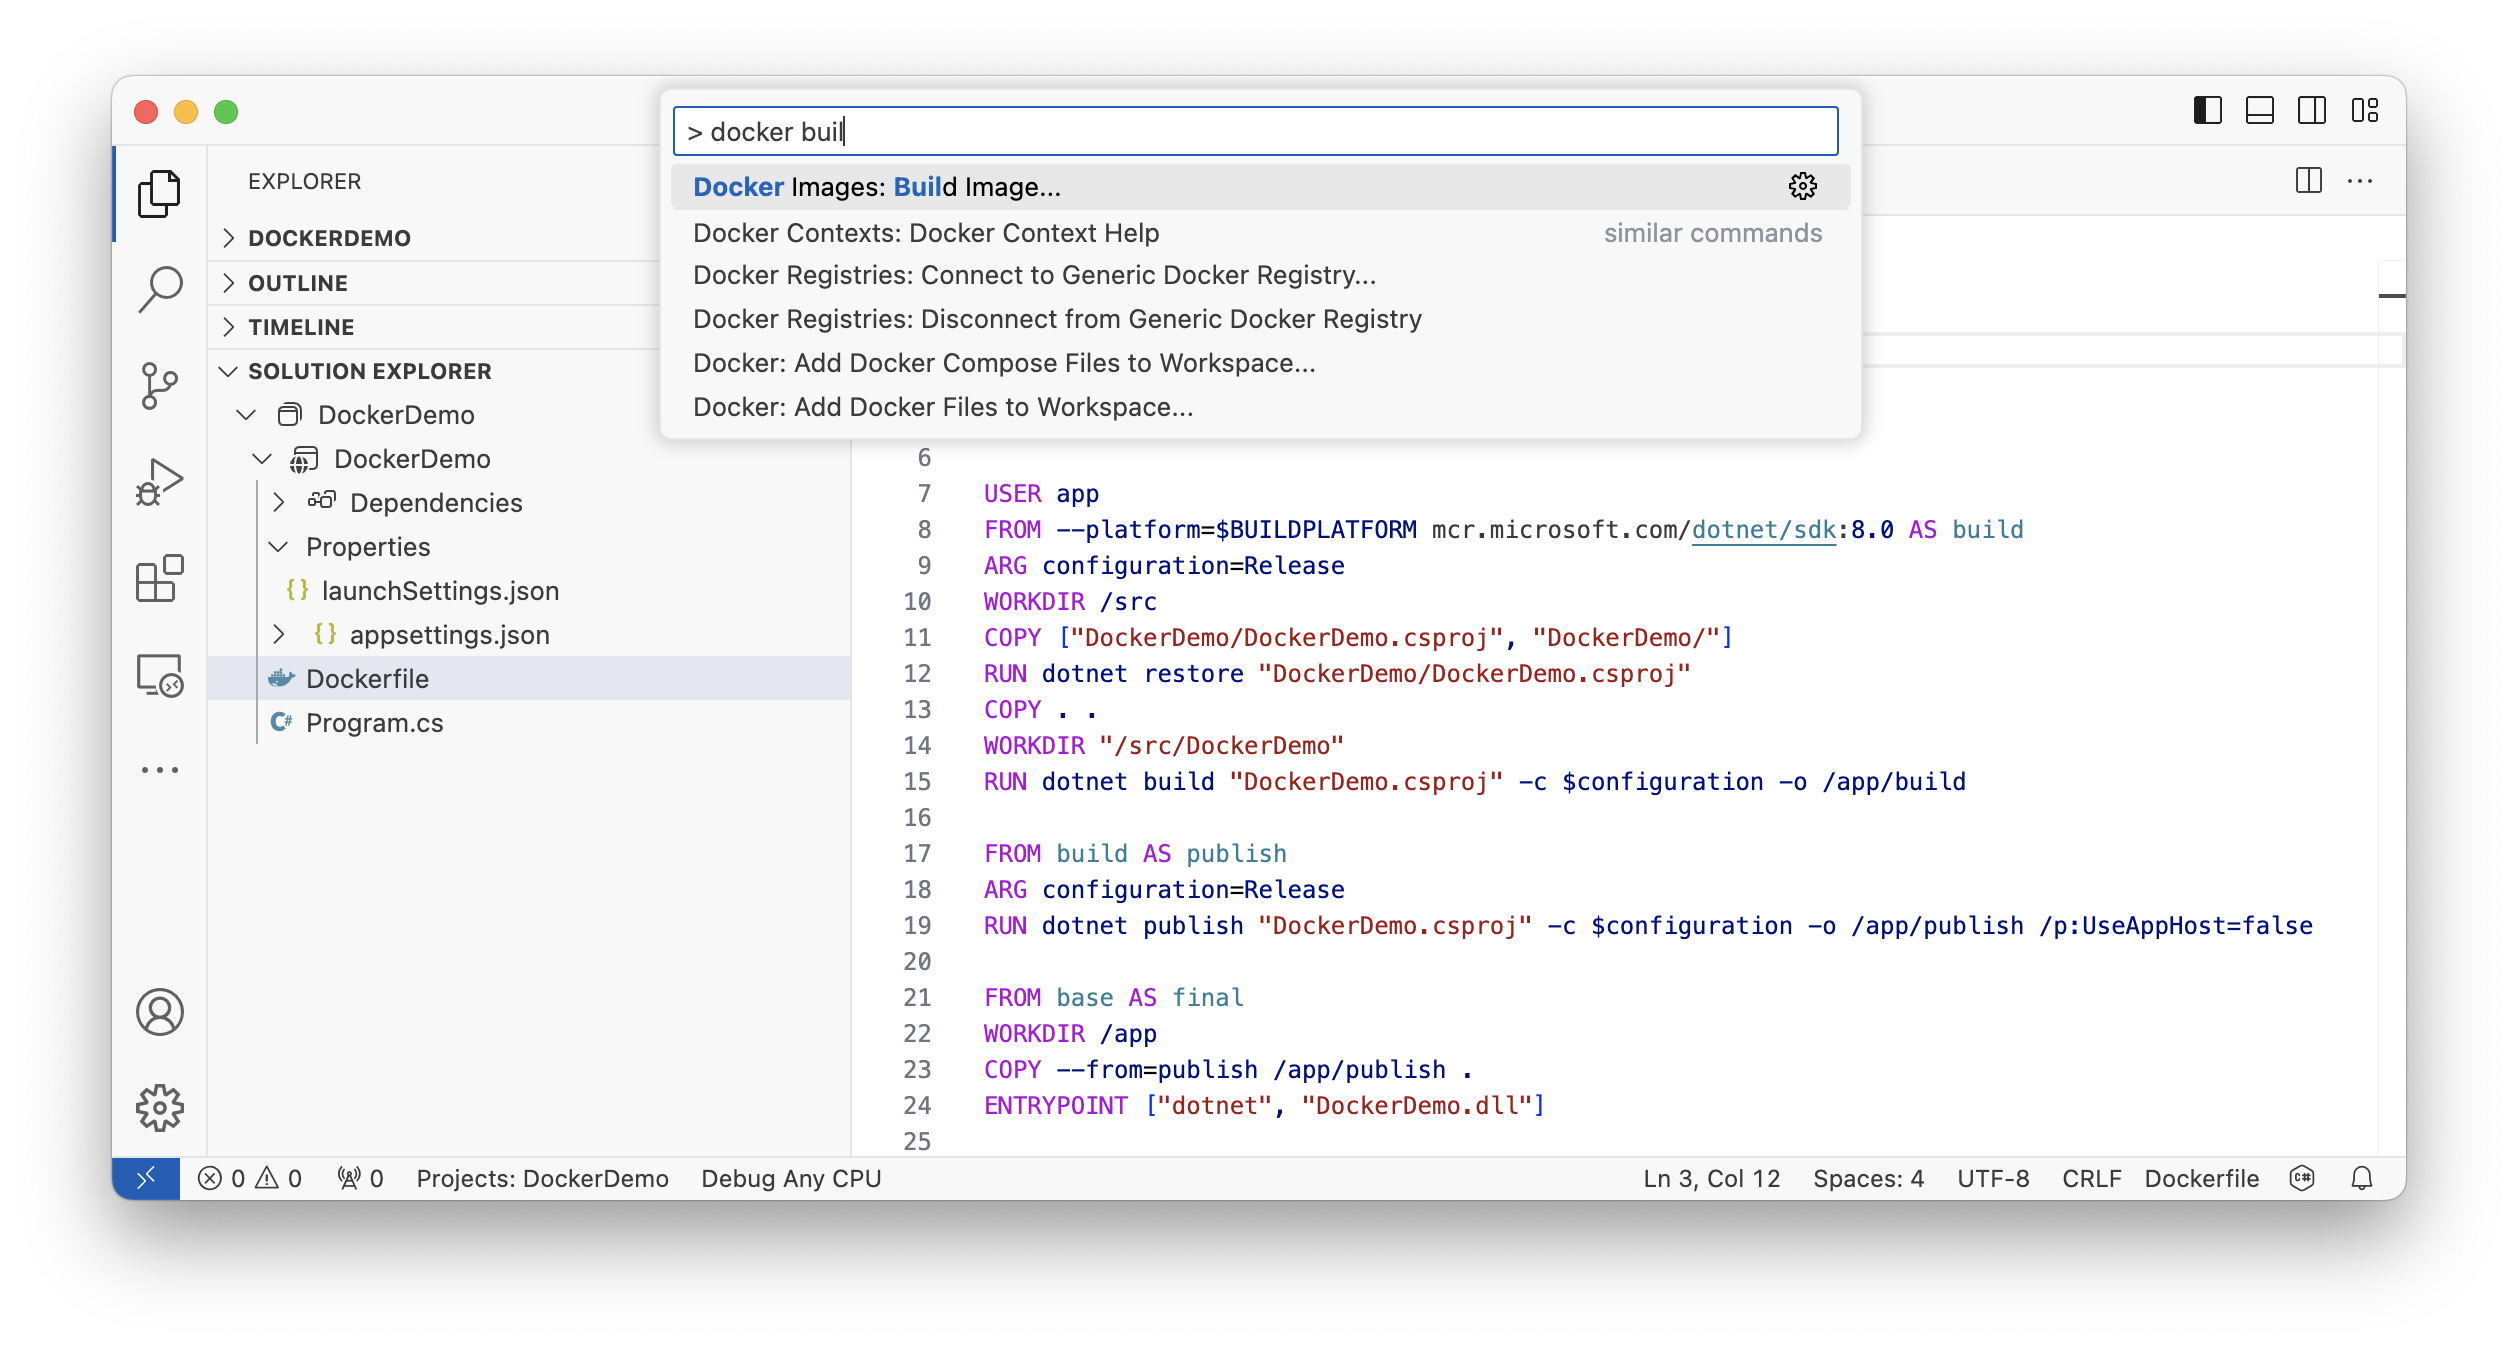 > docker buil
Docker Images: Build Image...
Docker Contexts: Docker Context Help similar commands
Docker Registries: Connect to Generic Docker Registry...
Docker Registries: Disconnect from Generic Docker Registry
Docker: Add Docker Compose Files to Workspace...
Docker: Add Docker Files to Workspace...
EXPLORER
DOCKERDEMO
OUTLINE
TIMELINE
SOLUTION EXPLORER
DockerDemo
DockerDemo
Dependencies
Properties
{} launchSettings.json
{} appsettings.json
Dockerfile
C# Program.cs
6
7 USER app
8 FROM --platform=$BUILDPLATFORM mcr.microsoft.com/dotnet/sdk:8.0 AS build
9 ARG configuration=Release
10 WORKDIR /src
11 COPY ["DockerDemo/DockerDemo.csproj", "DockerDemo/"]
12 RUN dotnet restore "DockerDemo/DockerDemo.csproj"
13 COPY . .
14 WORKDIR "/src/DockerDemo"
15 RUN dotnet build "DockerDemo.csproj" -c $configuration -o /app/build
16
17 FROM build AS publish
18 ARG configuration=Release
19 RUN dotnet publish "DockerDemo.csproj" -c $configuration -o /app/publish /p:UseAppHost=false
20
21 FROM base AS final
22 WORKDIR /app
23 COPY --from=publish /app/publish .
24 ENTRYPOINT ["dotnet", "DockerDemo.dll"]
25
0 0 0 Projects: DockerDemo Debug Any CPU Ln 3, Col 12 Spaces: 4 UTF-8 CRLF Dockerfile C#